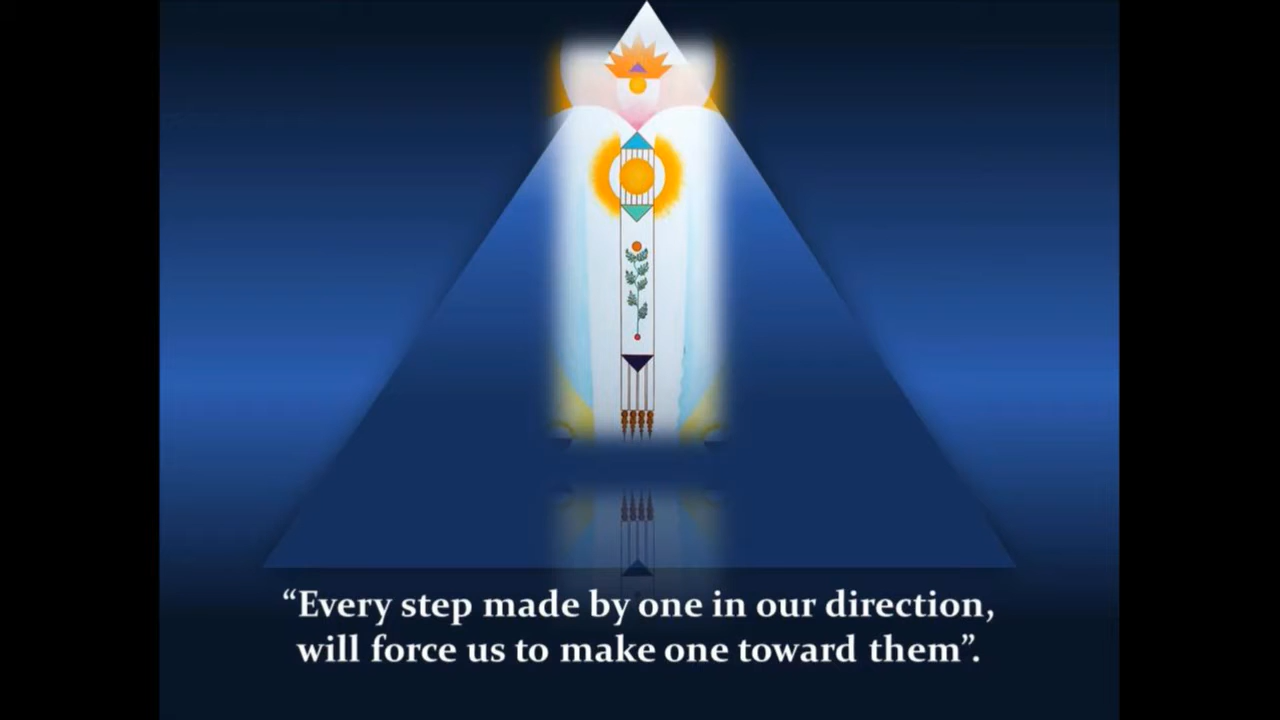 “Every step made by one in our direction,
will force us to make one toward them”.